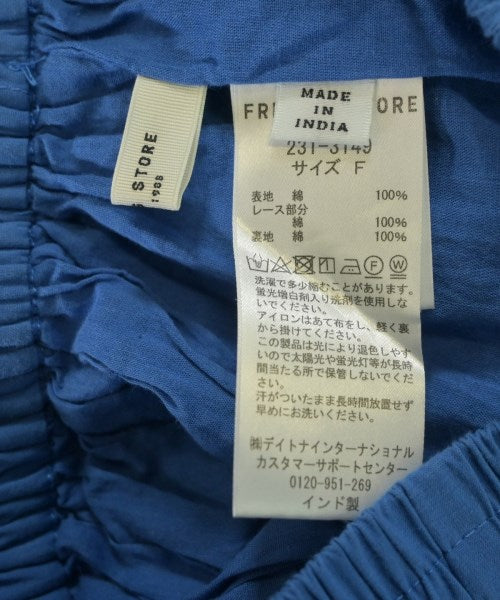 STORE
1988
MADE
IN
INDIA
FR STORE
231-3149
サイズ F
表地 綿 100%
レース部分
綿 100%
裏地 綿 100%
洗濯で多少縮むことがあります。
蛍光増白剤入り洗剤を使用しな
いでください。
アイロンはあて布をし、軽く裏
から掛けてください。
この製品は光により退色しやす
いので太陽光や蛍光灯等が長時
間当たる所で保管しないでくだ
さい。
汗がついたまま長時間放置せず
早めにお洗いください。
㈱デイトナインターナショナル
カスタマーサポートセンター
0120-951-269
インド製